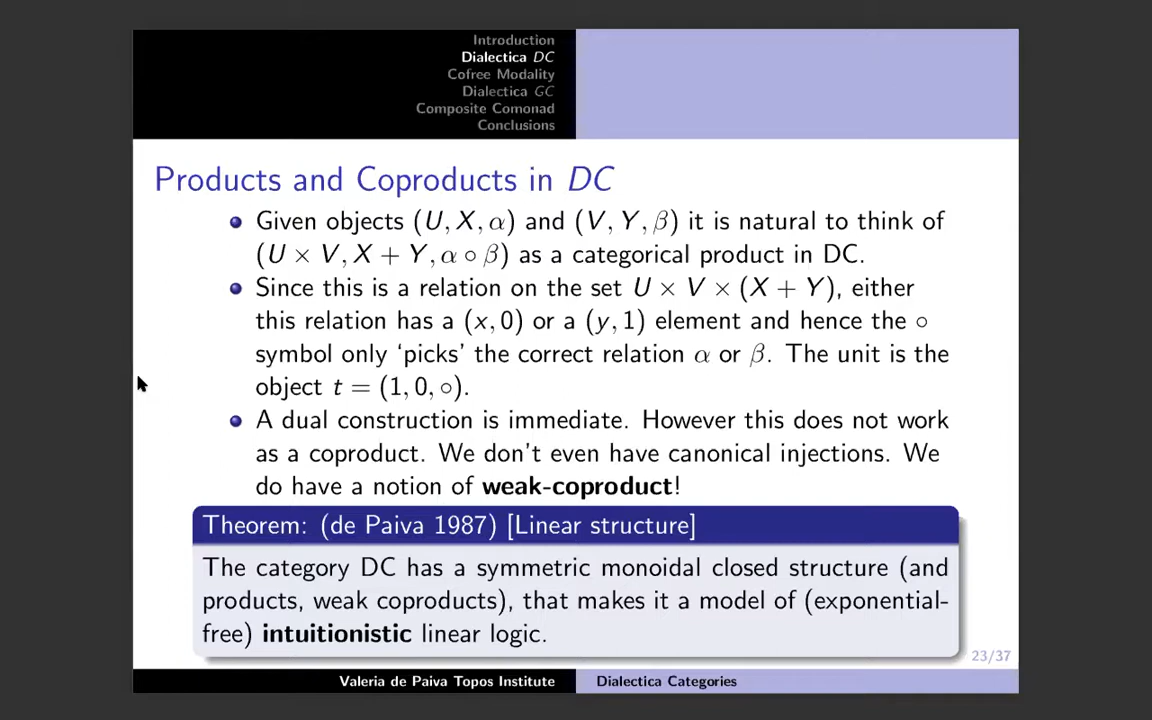 Introduction
Dialectica DC
Cofree Modality
Dialectica GC
Composite Comonad
Conclusions
Products and Coproducts in DC
Given objects (U, X, α) and (V, Y, β) it is natural to think of
(U × V, X + Y, α ∘ β) as a categorical product in DC.
Since this is a relation on the set U × V × (X + Y), either
this relation has a (x, 0) or a (y, 1) element and hence the ∘
symbol only ‘picks’ the correct relation α or β. The unit is the
object t = (1, 0, ∘).
A dual construction is immediate. However this does not work
as a coproduct. We don't even have canonical injections. We
do have a notion of weak-coproduct!
Theorem: (de Paiva 1987) [Linear structure]
The category DC has a symmetric monoidal closed structure (and
products, weak coproducts), that makes it a model of (exponential-
free) intuitionistic linear logic.
23/37
Valeria de Paiva Topos Institute
Dialectica Categories